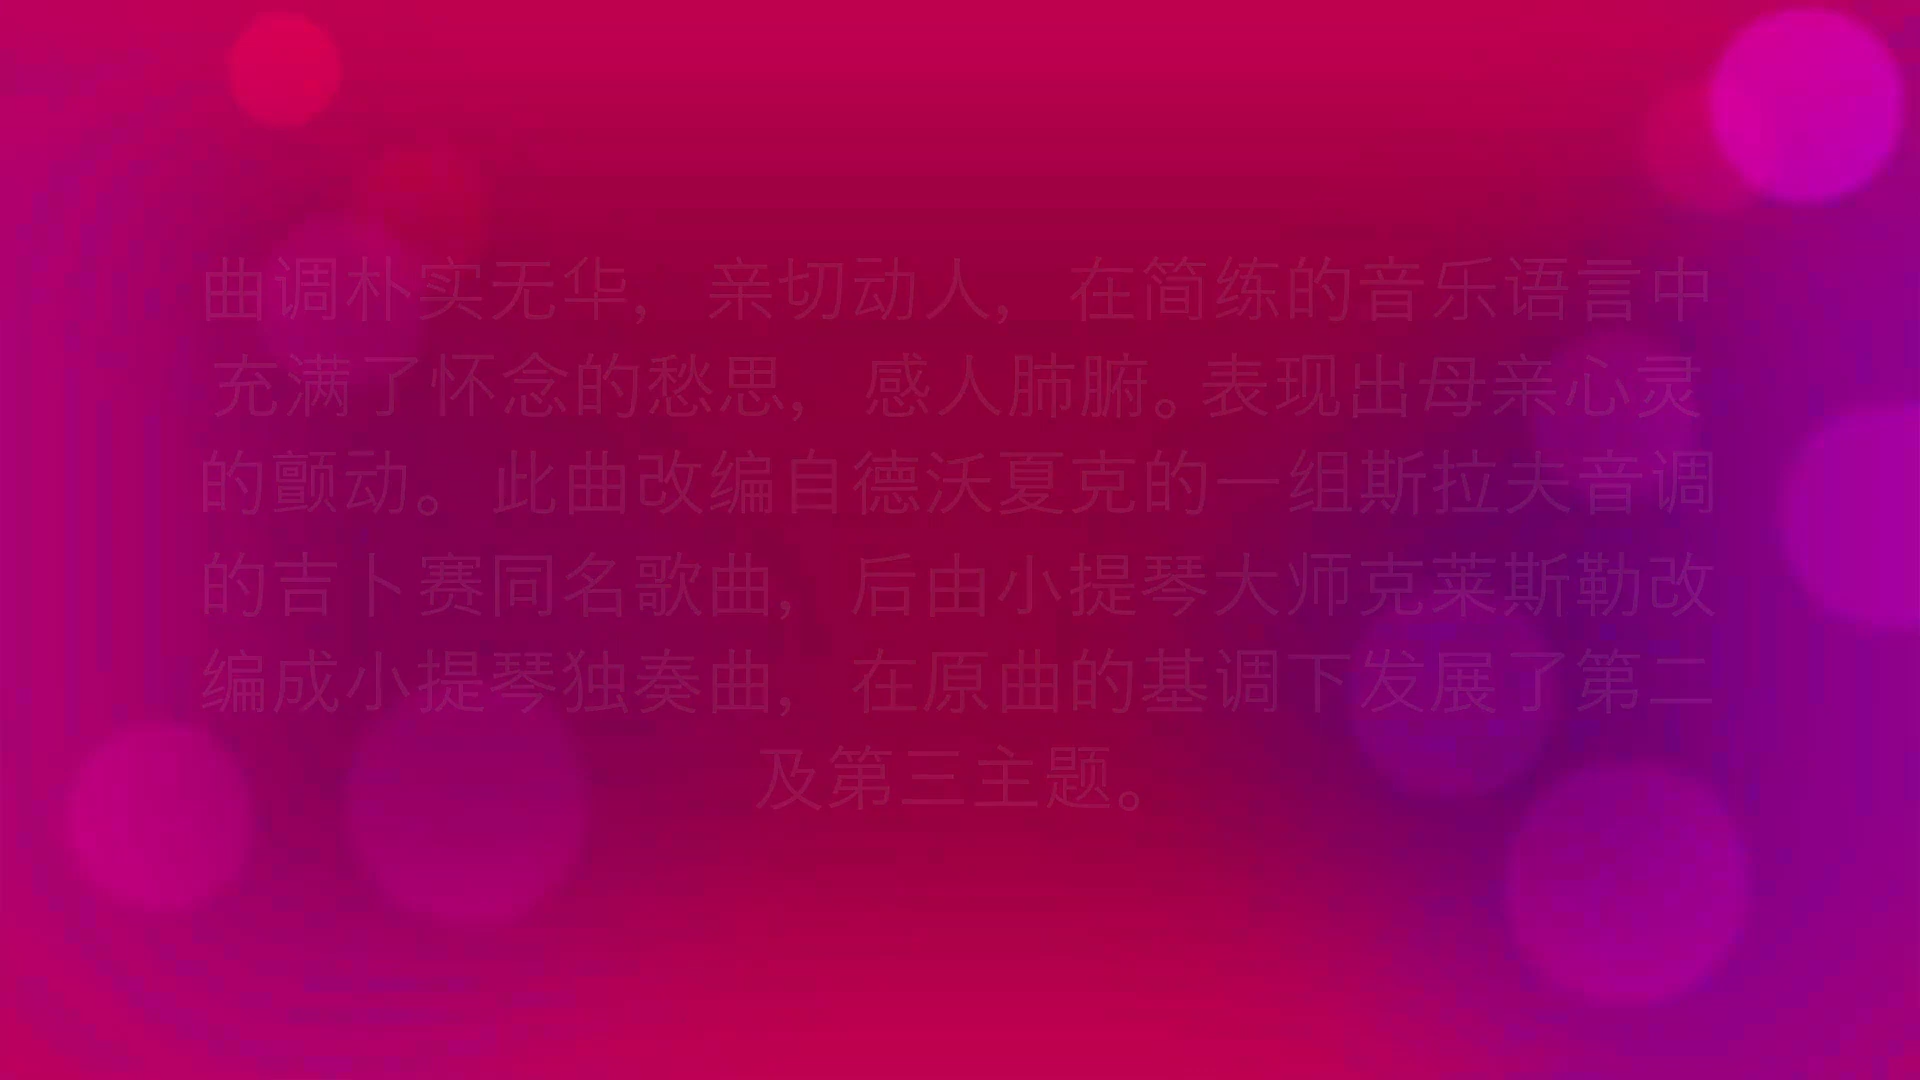 曲调朴实无华，亲切动人，在简练的音乐语言中
充满了怀念的愁思，感人肺腑。表现出母亲心灵
的颤动。此曲改编自德沃夏克的一组斯拉夫音调
的吉卜赛同名歌曲，后由小提琴大师克莱斯勒改
编成小提琴独奏曲，在原曲的基调下发展了第二
及第三主题。